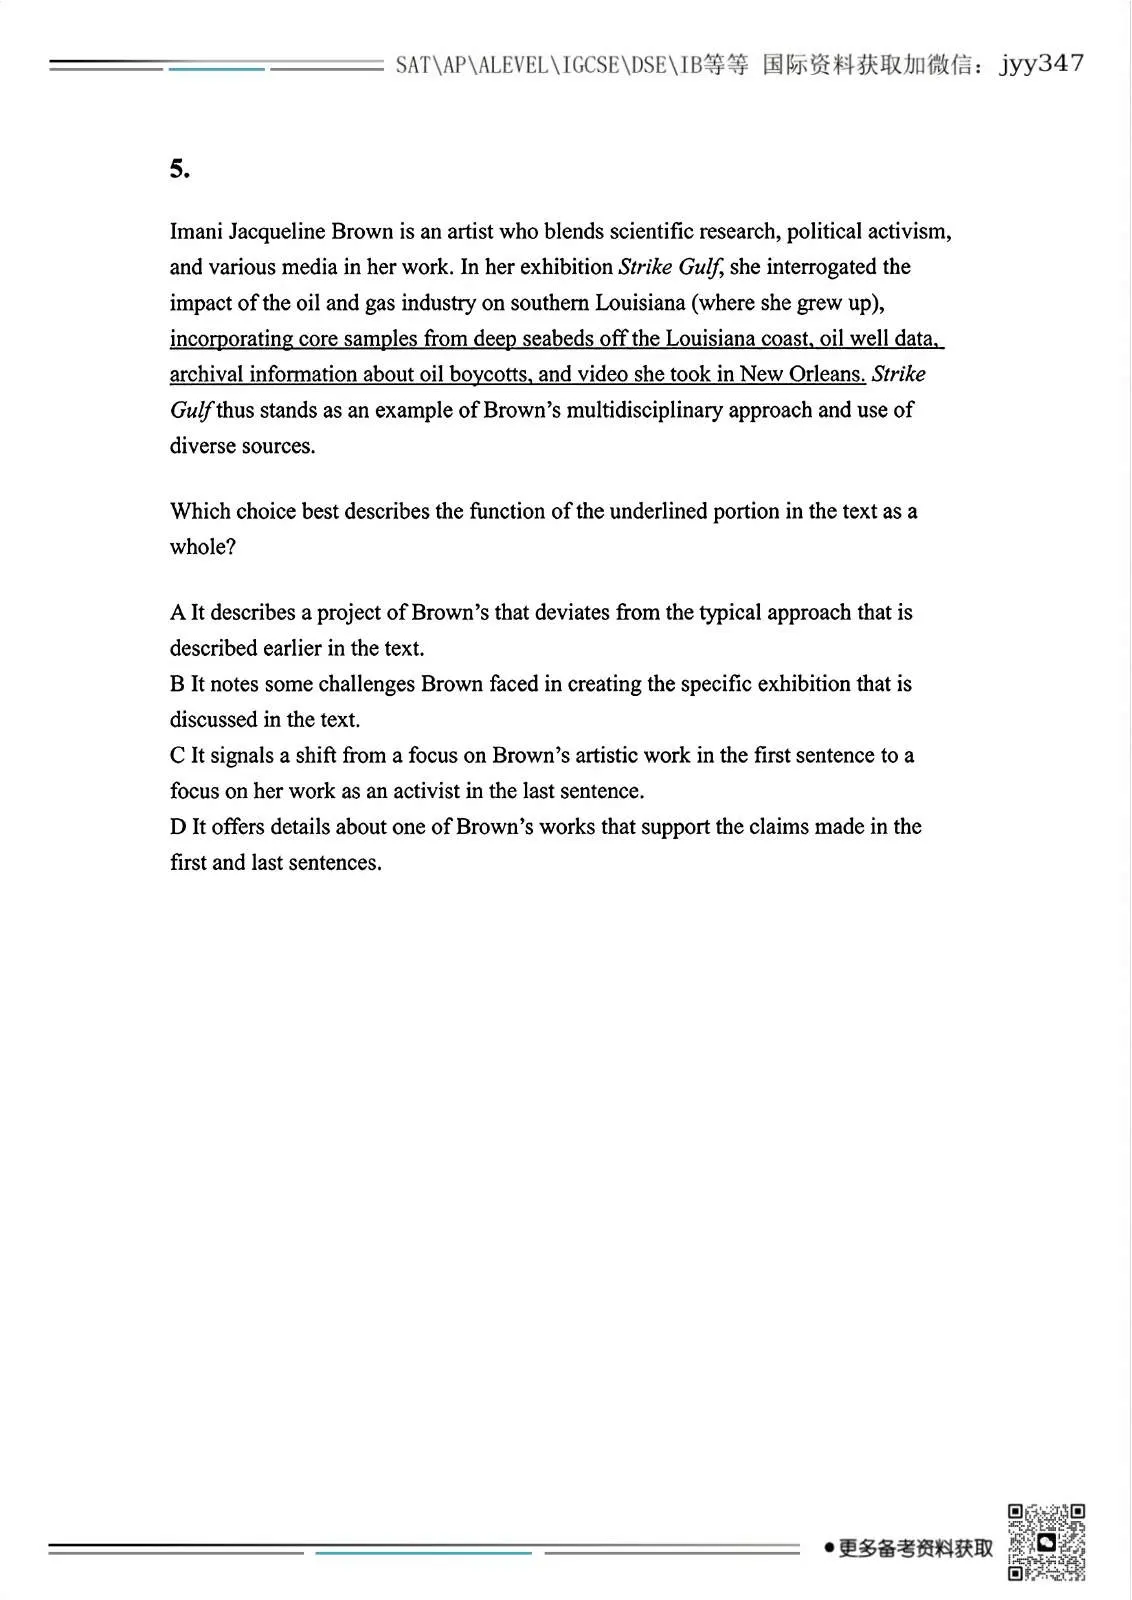 SAT\AP\ALEVEL\IGCSE\DSE\IB等等 国际资料获取加微信：jyy347
5.
Imani Jacqueline Brown is an artist who blends scientific research, political activism,
and various media in her work. In her exhibition Strike Gulf, she interrogated the
impact of the oil and gas industry on southern Louisiana (where she grew up),
incorporating core samples from deep seabeds off the Louisiana coast, oil well data,
archival information about oil boycotts, and video she took in New Orleans. Strike
Gulf thus stands as an example of Brown's multidisciplinary approach and use of
diverse sources.
Which choice best describes the function of the underlined portion in the text as a
whole?
A It describes a project of Brown's that deviates from the typical approach that is
described earlier in the text.
B It notes some challenges Brown faced in creating the specific exhibition that is
discussed in the text.
C It signals a shift from a focus on Brown's artistic work in the first sentence to a
focus on her work as an activist in the last sentence.
D It offers details about one of Brown's works that support the claims made in the
first and last sentences.
●更多备考资料获取